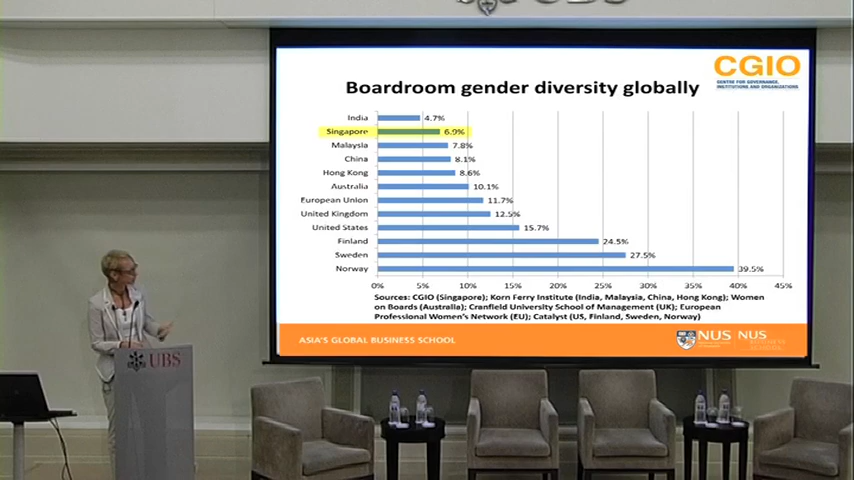 UBS
CGIO
CENTRE FOR GOVERNANCE,
INSTITUTIONS AND ORGANIZATIONS
Boardroom gender diversity globally
India 4.7%
Singapore 6.9%
Malaysia 7.8%
China 8.1%
Hong Kong 8.6%
Australia 10.1%
European Union 11.7%
United Kingdom 12.5%
United States 15.7%
Finland 24.5%
Sweden 27.5%
Norway 39.5%
0% 5% 10% 15% 20% 25% 30% 35% 40% 45%
Sources: CGIO (Singapore); Korn Ferry Institute (India, Malaysia, China, Hong Kong); Women
on Boards (Australia); Cranfield University School of Management (UK); European
Professional Women's Network (EU); Catalyst (US, Finland, Sweden, Norway)
ASIA'S GLOBAL BUSINESS SCHOOL
NUS NUS
UBS